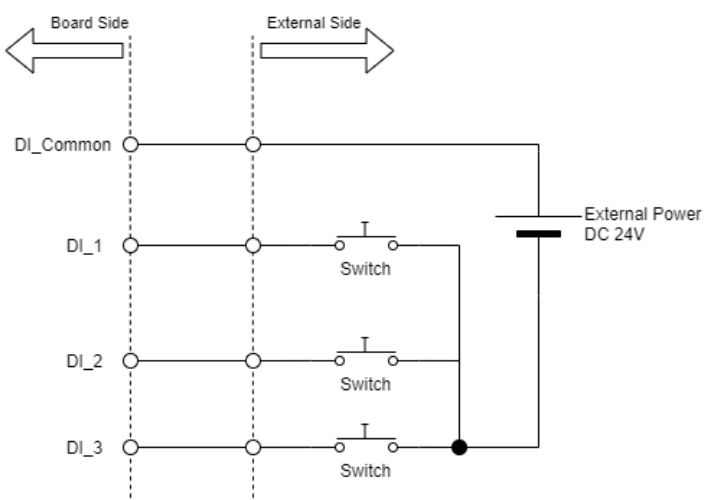 Board Side
External Side
DI_Common
External Power
DC 24V
DI_1
Switch
DI_2
Switch
DI_3
Switch